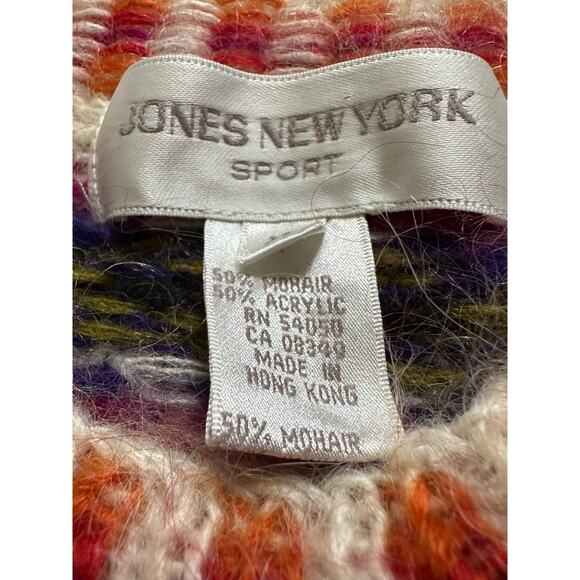 JONES NEW YORK
SPORT
50% MOHAIR
50% ACRYLIC
RN 54050
CA 08349
MADE IN
HONG KONG
50% MOHAIR